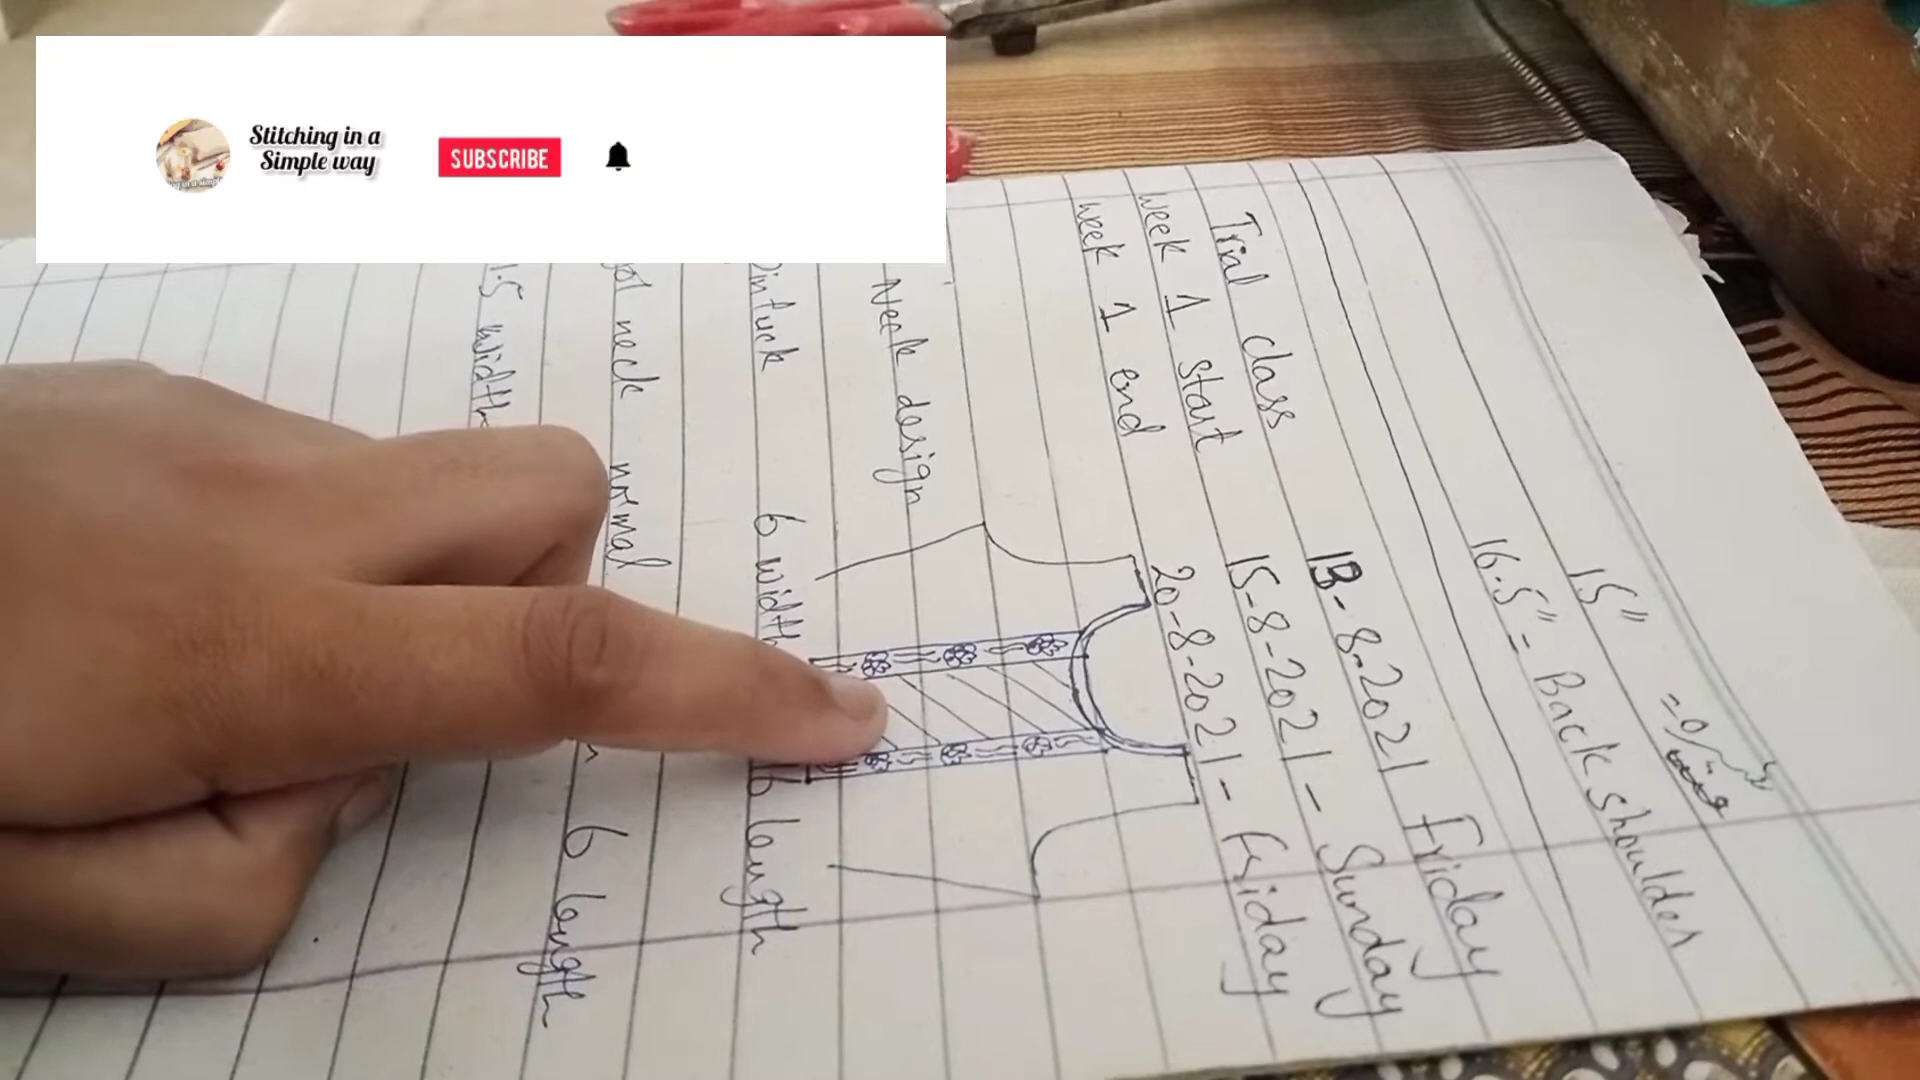 Stitching in a
Simple way
SUBSCRIBE
15"
16.5" = Back shoulder
Trial class 13-8-2021 Friday
week 1 start 15-8-2021 - Sunday
week 1 end 20-8-2021 - Friday
Neck design
6 width 16 length
neck normal
1.5 width 6 length